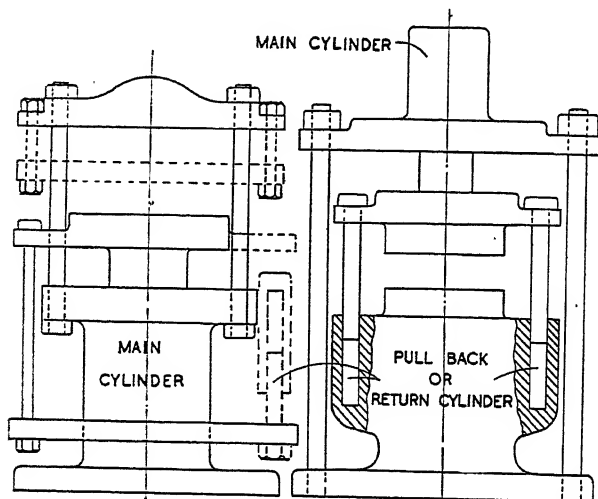 MAIN CYLINDER
MAIN
CYLINDER
PULL BACK
OR
RETURN CYLINDER